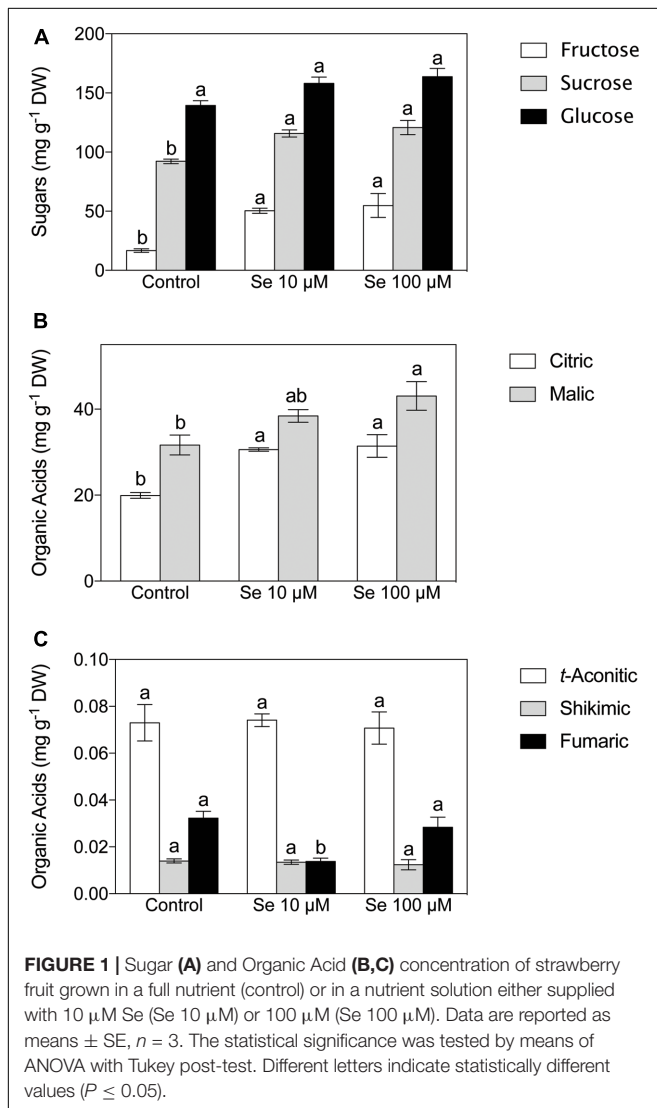 A
Sugars (mg g⁻¹ DW)
200
150
100
50
0
b
b
a
a
a
a
a
a
a
Control
Se 10 µM
Se 100 µM
Fructose
Sucrose
Glucose
B
Organic Acids (mg g⁻¹ DW)
40
20
0
b
b
a
ab
a
a
Control
Se 10 µM
Se 100 µM
Citric
Malic
C
Organic Acids (mg g⁻¹ DW)
0.10
0.08
0.06
0.04
0.02
0.00
a
a
a
a
a
b
a
a
a
Control
Se 10 µM
Se 100 µM
t-Aconitic
Shikimic
Fumaric
FIGURE 1 | Sugar (A) and Organic Acid (B,C) concentration of strawberry
fruit grown in a full nutrient (control) or in a nutrient solution either supplied
with 10 µM Se (Se 10 µM) or 100 µM (Se 100 µM). Data are reported as
means ± SE, n = 3. The statistical significance was tested by means of
ANOVA with Tukey post-test. Different letters indicate statistically different
values (P ≤ 0.05).